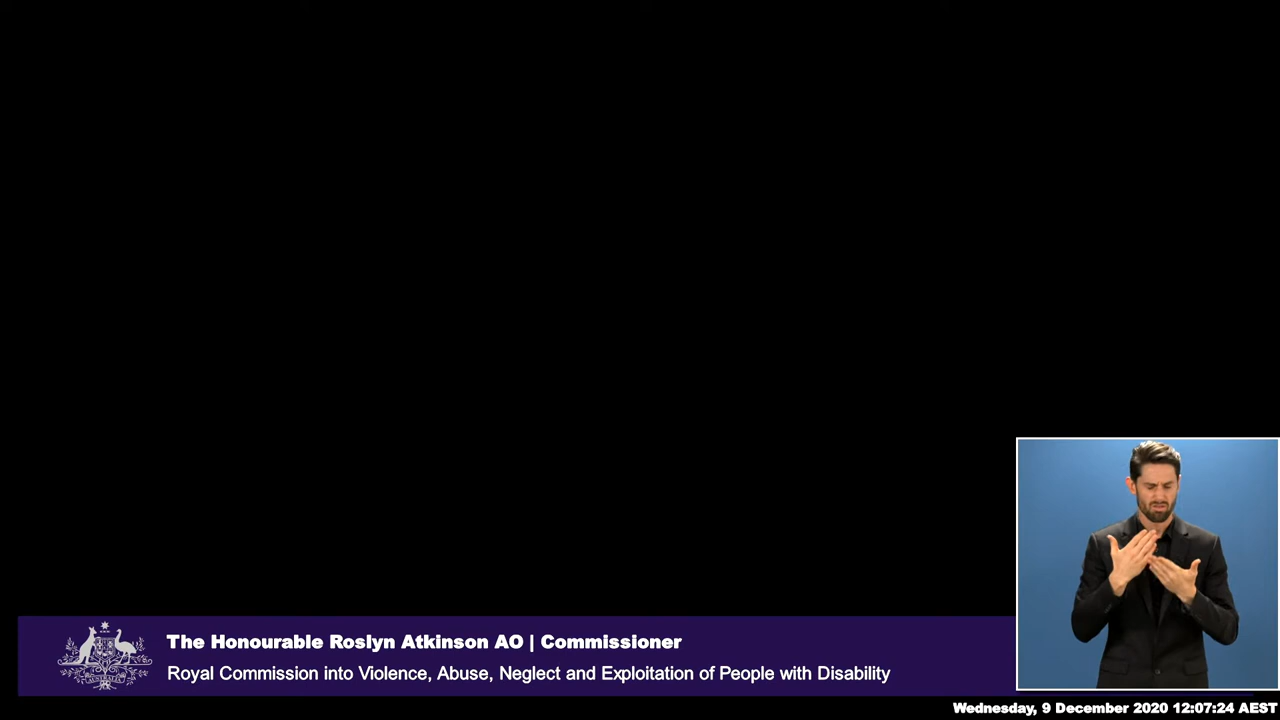 The Honourable Roslyn Atkinson AO | Commissioner
Royal Commission into Violence, Abuse, Neglect and Exploitation of People with Disability
Wednesday, 9 December 2020 12:07:24 AEST